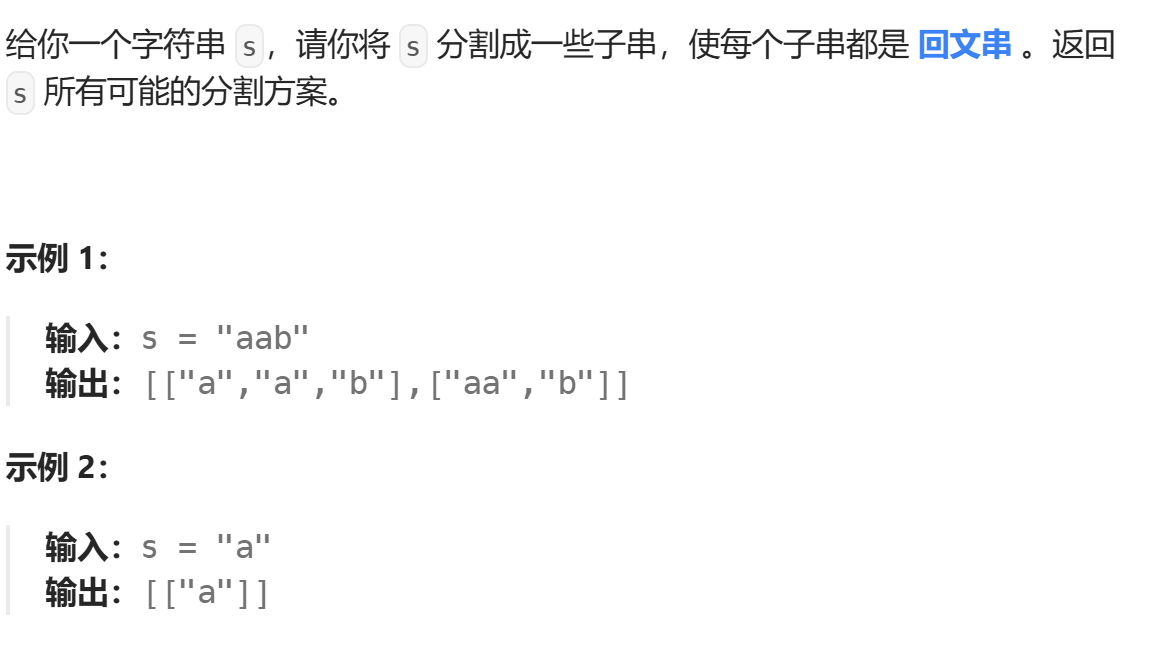 给你一个字符串 s，请你将 s 分割成一些子串，使每个子串都是 回文串 。返回
s 所有可能的分割方案。
示例 1：
输入：s = "aab"
输出：[["a","a","b"],["aa","b"]]
示例 2：
输入：s = "a"
输出：[["a"]]